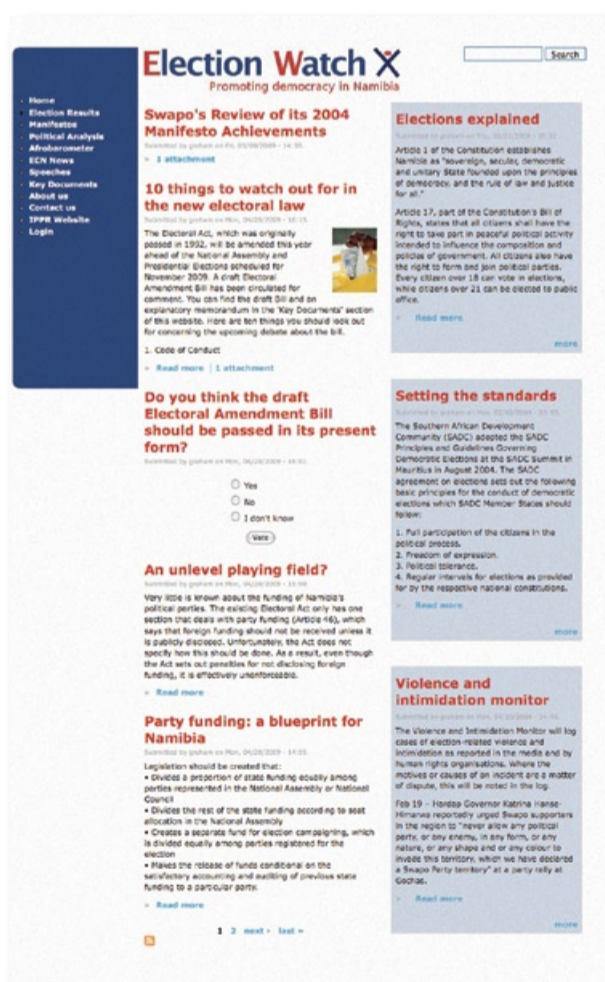 Election Watch X
Promoting democracy in Namibia
Search
Home
Election Results
Manifestos
Political Analysis
Afrobarometer
ECN News
Speeches
Key Documents
About us
Contact us
IPPR Website
Login
Swapo's Review of its 2004
Manifesto Achievements
» 1 attachment
10 things to watch out for in
the new electoral law
The Electoral Act, which was originally
passed in 1992, will be amended this year
ahead of the National Assembly and
Presidential Elections scheduled for
November 2009. A draft Electoral
Amendment Bill has been circulated for
comment. You can find the draft Bill and an
explanatory memorandum in the 'Key Documents' section
of this website. Here are ten things you should look out
for concerning the upcoming debate about the bill.
1. Code of Conduct
» Read more | 1 attachment
Do you think the draft
Electoral Amendment Bill
should be passed in its present
form?
Yes
No
I don't know
Vote
An unlevel playing field?
Very little is known about the funding of Namibia's
political parties. The existing Electoral Act only has one
section that deals with party funding (Article 46), which
says that foreign funding should not be received unless it
is publicly disclosed. Unfortunately, the Act does not
specify how this should be done. As a result, even though
the Act sets out penalties for not disclosing foreign
funding, it is effectively unenforceable.
» Read more
Party funding: a blueprint for
Namibia
Legislation should be created that:
• Divides a proportion of state funding equally among
parties represented in the National Assembly or National
Council
• Divides the rest of the state funding according to seat
allocation in the National Assembly
• Creates a separate fund for election campaigning, which
is divided equally among parties registered for the
election
• Makes the release of funds conditional on the
satisfactory accounting and auditing of previous state
funding to a particular party.
» Read more
1 2 next › last »
Elections explained
Article 1 of the Constitution establishes
Namibia as "sovereign, secular, democratic
and unitary State founded upon the principles
of democracy, and the rule of law and justice
for all."
Article 17, part of the Constitution's Bill of
Rights, states that all citizens shall have the
right to take part in peaceful political activity
intended to influence the composition and
policies of government. All citizens also have
the right to form and join political parties.
Every citizen over 18 can vote in elections,
while citizens over 21 can be elected to public
office.
» Read more
more
Setting the standards
The Southern African Development
Community (SADC) adopted the SADC
Principles and Guidelines Governing
Democratic Elections at the SADC Summit in
Mauritius in August 2004. The SADC
agreement on elections sets out the following
basic principles for the conduct of democratic
elections which SADC Member States should
follow:
1. Full participation of the citizens in the
political process.
2. Freedom of expression.
3. Political tolerance.
4. Regular intervals for elections as provided
for by the respective national constitutions.
» Read more
more
Violence and
intimidation monitor
The Violence and Intimidation Monitor will log
cases of election-related violence and
intimidation as reported in the media and by
human rights organisations. Where the
motives or causes of an incident are a matter
of dispute, this will be noted in the log.
Feb 19 – Hardap Governor Katrina Hanse-
Himarwa reportedly urged Swapo supporters
in the region to "never allow any political
party, or any enemy, in any form, or any
nature, or any shape and or any colour to
invade this territory, which we have declared
a Swapo Party territory" at a party rally at
Gochas.
» Read more
more